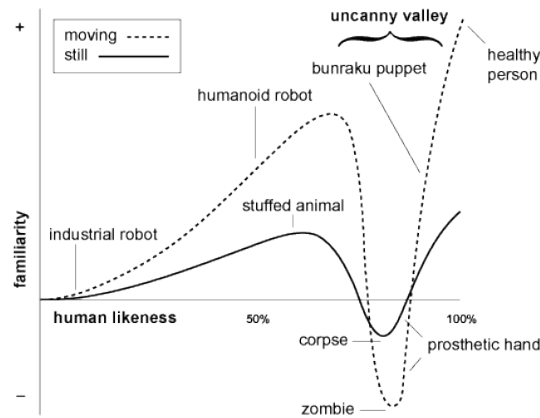 +
moving
still
uncanny valley
bunraku puppet
healthy
person
humanoid robot
stuffed animal
industrial robot
familiarity
human likeness
50%
100%
corpse
prosthetic hand
zombie
–